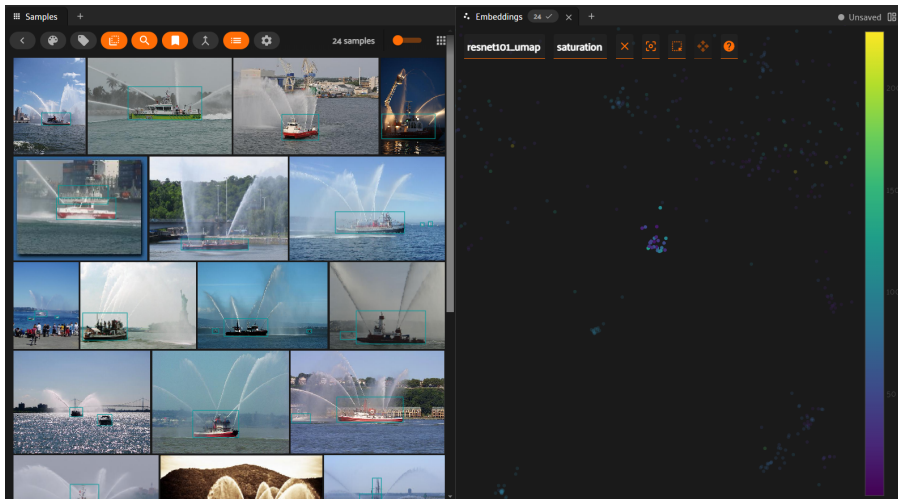 Samples
+
24 samples
Embeddings 24
+
Unsaved
resnet101_umap
saturation
?
200
150
100
50